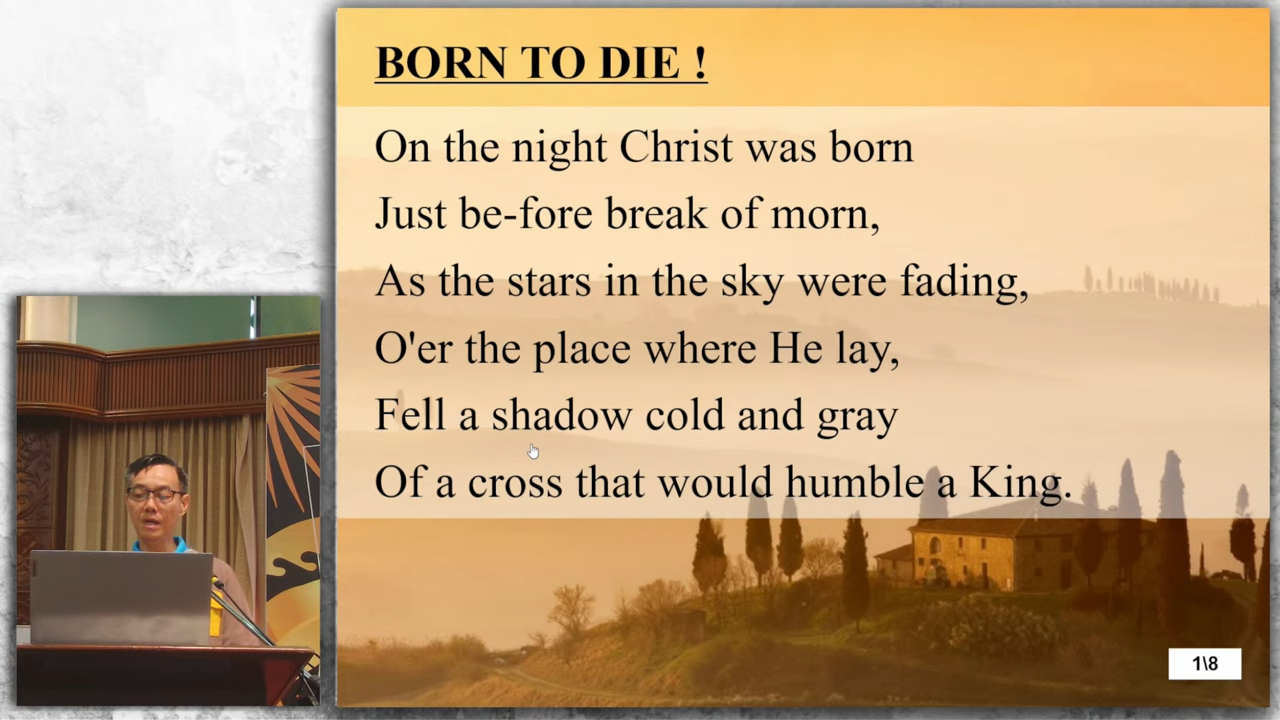 BORN TO DIE !
On the night Christ was born
Just be-fore break of morn,
As the stars in the sky were fading,
O'er the place where He lay,
Fell a shadow cold and gray
Of a cross that would humble a King.
1\8